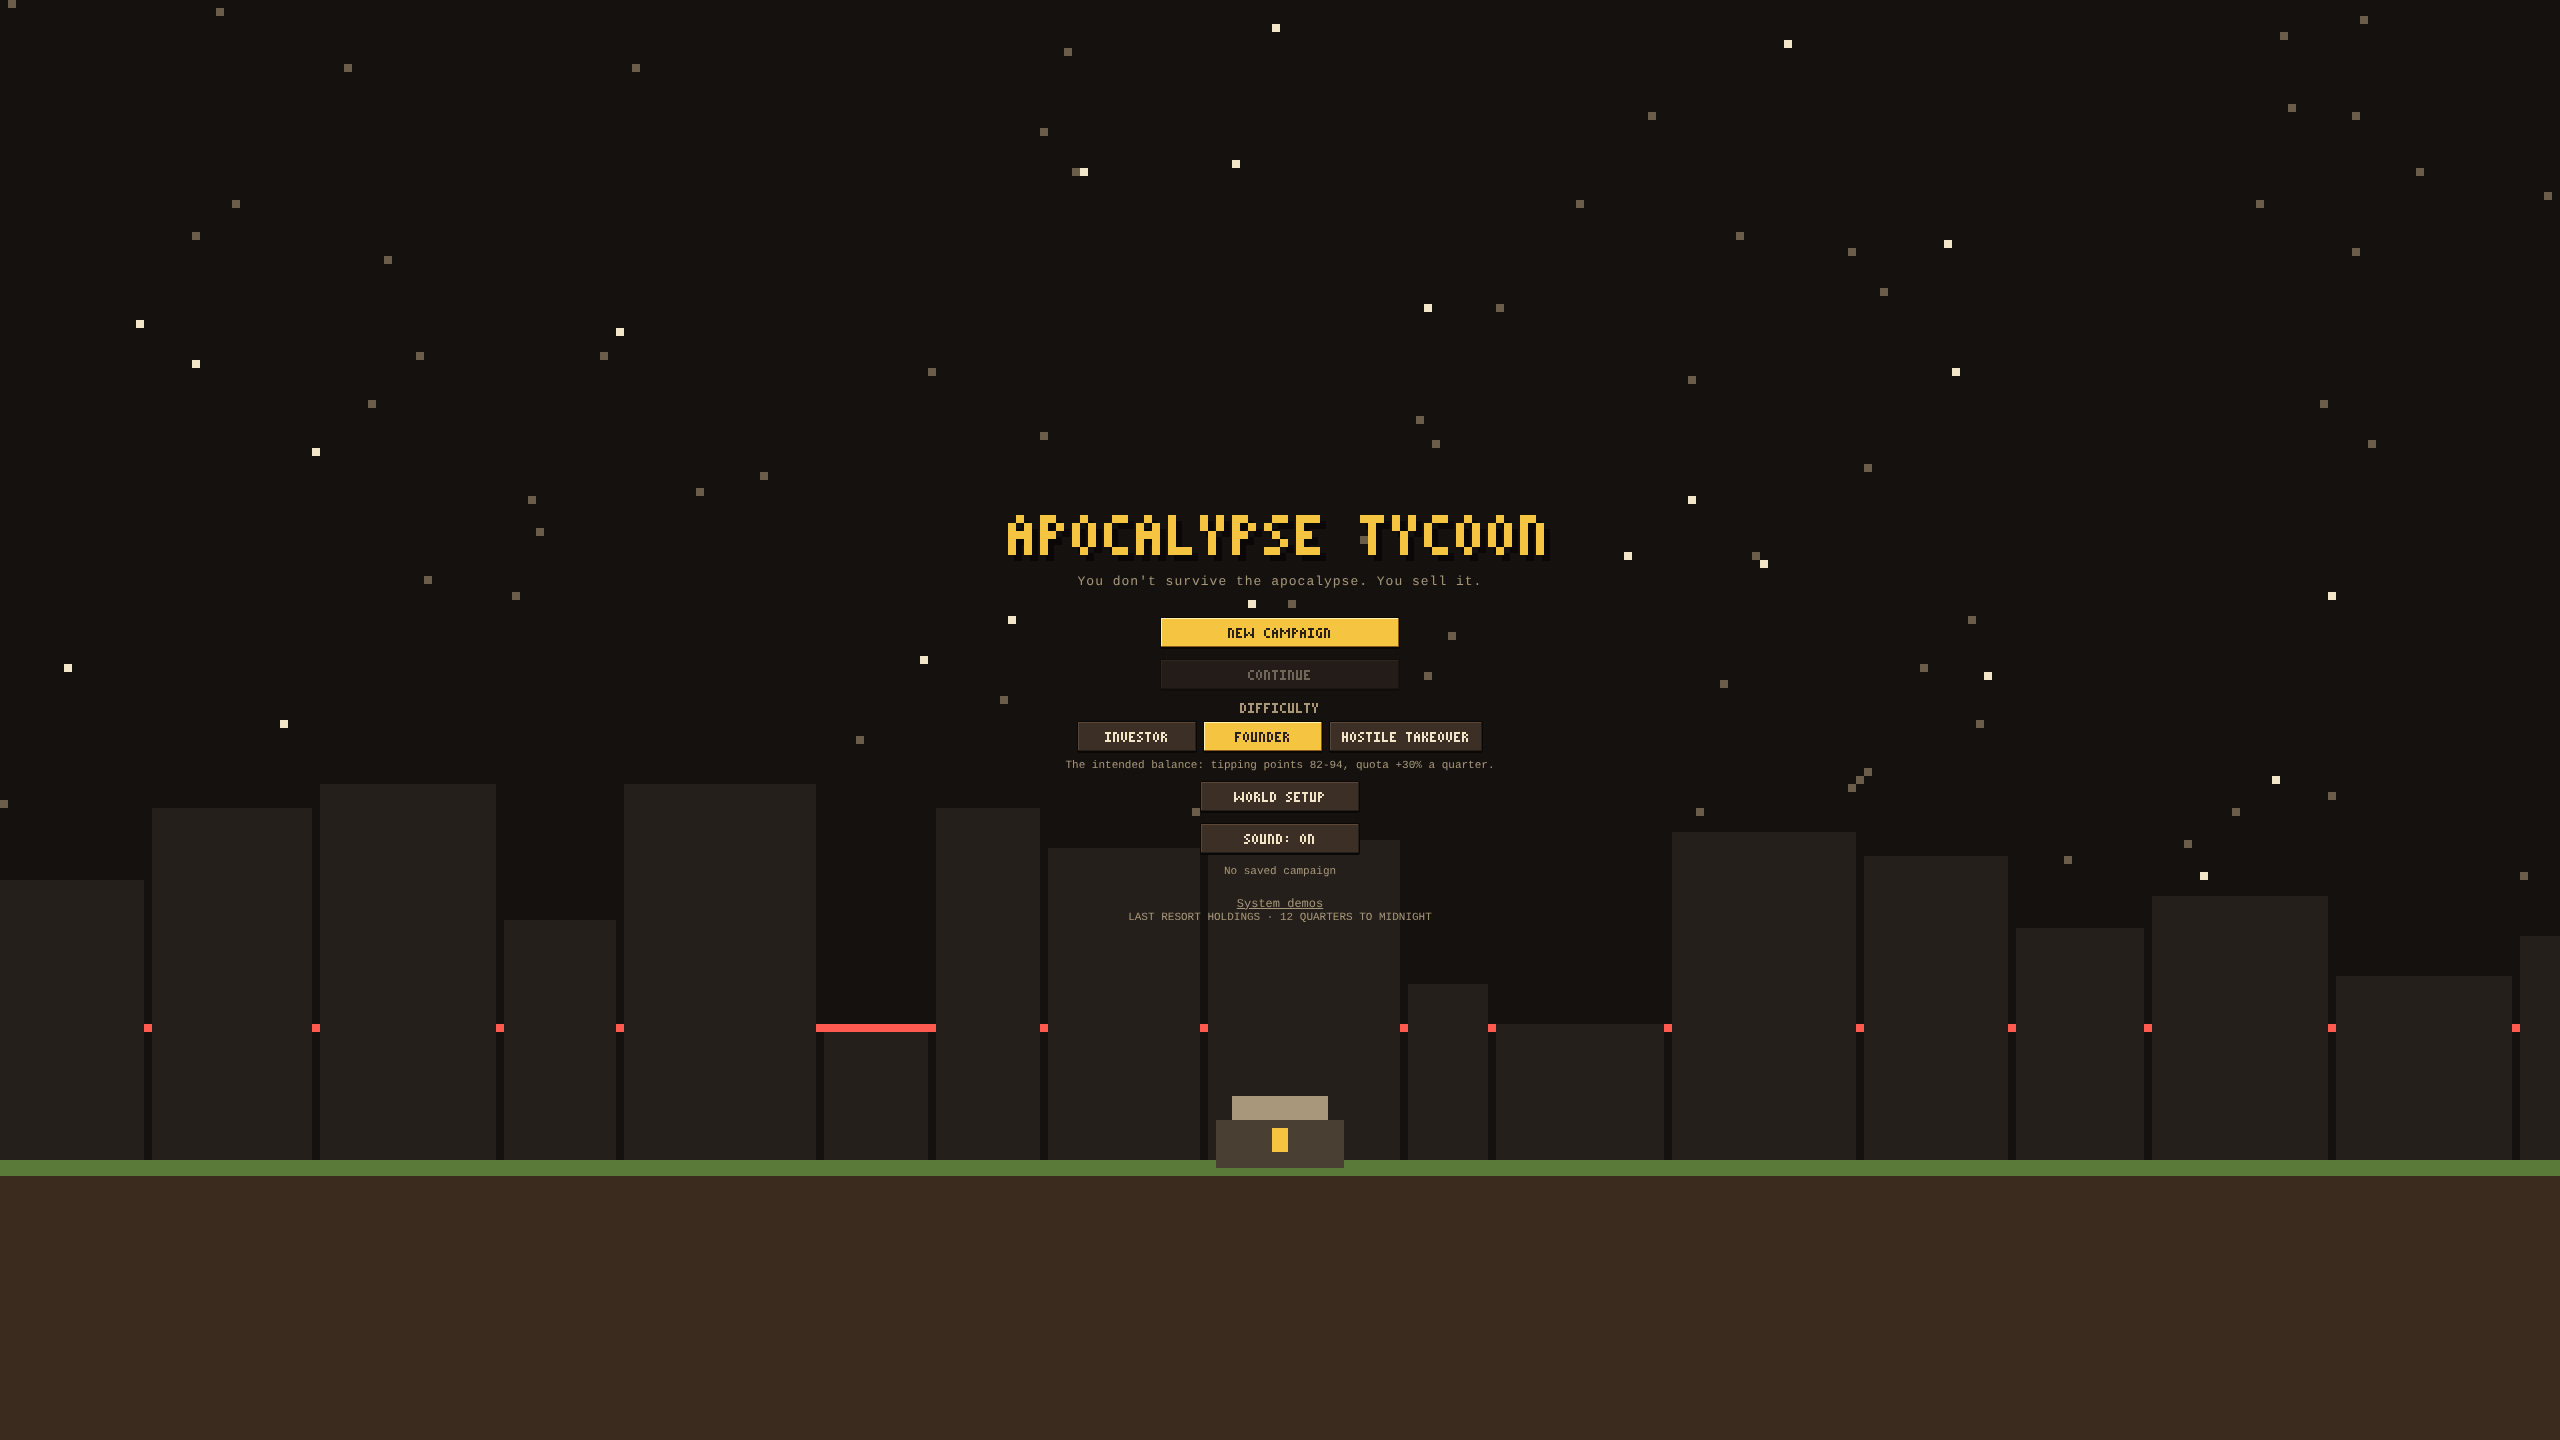 APOCALYPSE TYCOON
You don't survive the apocalypse. You sell it.
NEW CAMPAIGN
CONTINUE
DIFFICULTY
INVESTOR FOUNDER HOSTILE TAKEOVER
The intended balance: tipping points 82-94, quota +30% a quarter.
WORLD SETUP
SOUND: ON
No saved campaign
System demos
LAST RESORT HOLDINGS · 12 QUARTERS TO MIDNIGHT